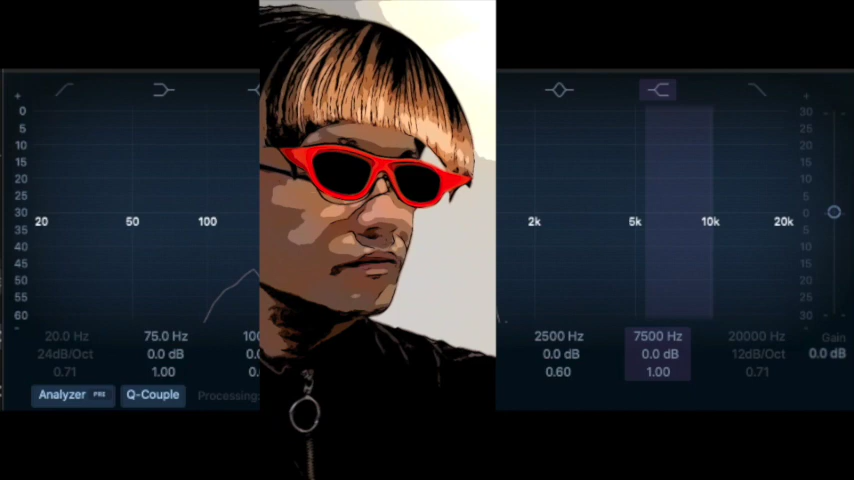 + +
0 30
5 25
10 20
15 15
20 10
25 5
30 20 50 100 2k 5k 10k 20k 0
35 5
40 10
45 15
50 20
55 25
60 30
- -
20.0 Hz 75.0 Hz 10 2500 Hz 7500 Hz 20000 Hz Gain
24dB/Oct 0.0 dB 0.0 dB 0.0 dB 12dB/Oct 0.0 dB
0.71 1.00 0.60 1.00 0.71
Analyzer PRE Q-Couple Processing: